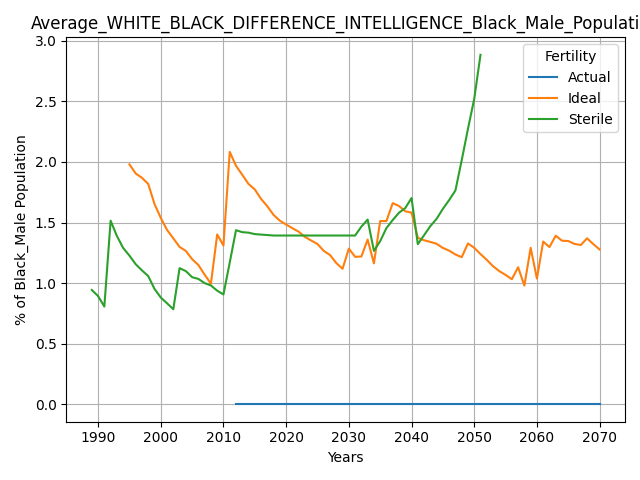 Average_WHITE_BLACK_DIFFERENCE_INTELLIGENCE_Black_Male_Populati
3.0
2.5
2.0
1.5
1.0
0.5
0.0
% of Black_Male Population
Fertility
Actual
Ideal
Sterile
1990 2000 2010 2020 2030 2040 2050 2060 2070
Years